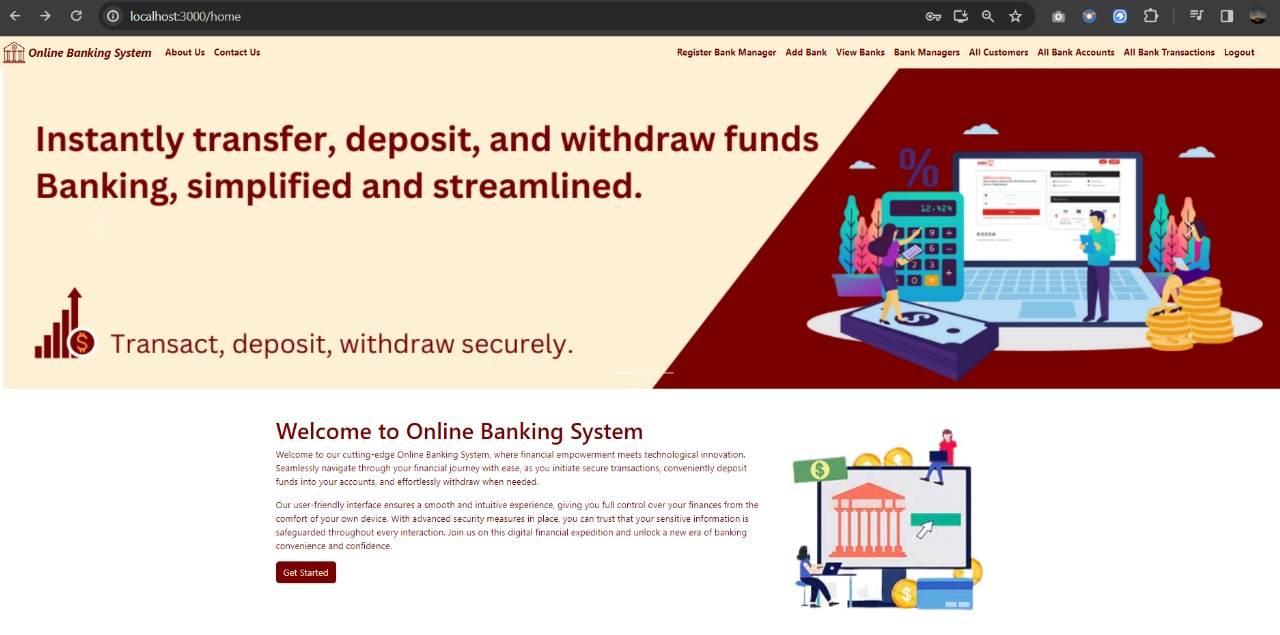 localhost:3000/home
Online Banking System About Us Contact Us Register Bank Manager Add Bank View Banks Bank Managers All Customers All Bank Accounts All Bank Transactions Logout
Instantly transfer, deposit, and withdraw funds
Banking, simplified and streamlined.
%
12.424
9 ÷
6 −
2 3 +
0 =
$
Transact, deposit, withdraw securely.
Welcome to Online Banking System
Welcome to our cutting-edge Online Banking System, where financial empowerment meets technological innovation.
Seamlessly navigate through your financial journey with ease, as you initiate secure transactions, conveniently deposit
funds into your accounts, and effortlessly withdraw when needed.
Our user-friendly interface ensures a smooth and intuitive experience, giving you full control over your finances from the
comfort of your own device. With advanced security measures in place, you can trust that your sensitive information is
safeguarded throughout every interaction. Join us on this digital financial expedition and unlock a new era of banking
convenience and confidence.
Get Started
$
$